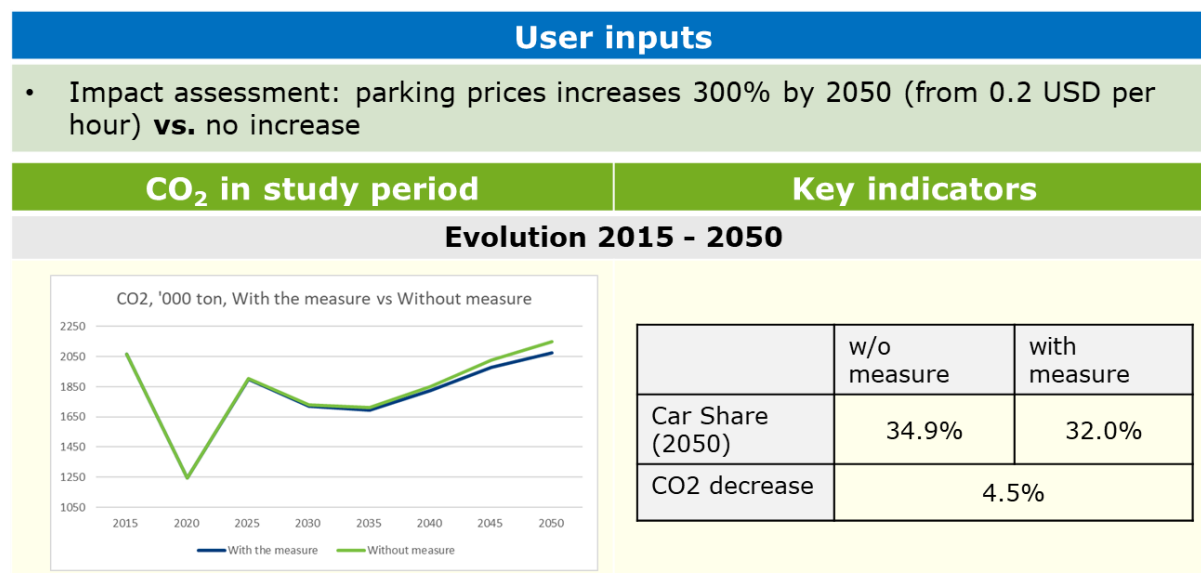 User inputs
• Impact assessment: parking prices increases 300% by 2050 (from 0.2 USD per
hour) vs. no increase
CO₂ in study period
Key indicators
Evolution 2015 - 2050
CO2, '000 ton, With the measure vs Without measure
2250
2050
1850
1650
1450
1250
1050
2015 2020 2025 2030 2035 2040 2045 2050
With the measure Without measure
w/o
measure
with
measure
Car Share
(2050)
34.9% 32.0%
CO2 decrease
4.5%